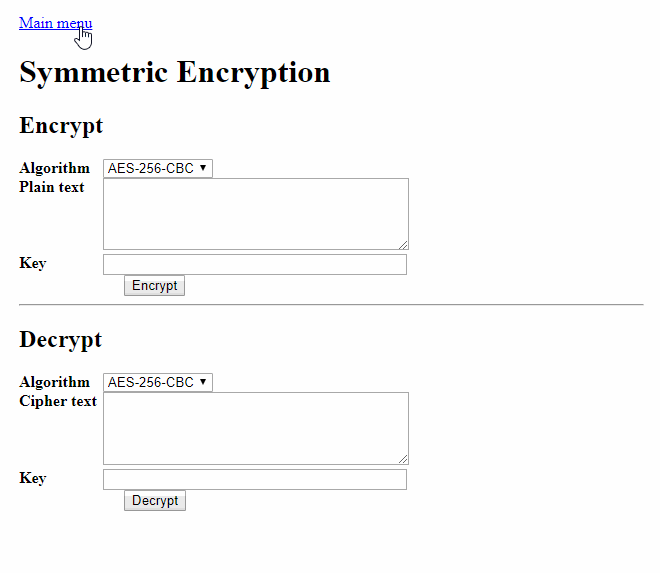 Main menu
Symmetric Encryption
Encrypt
Algorithm AES-256-CBC
Plain text
Key
Encrypt
Decrypt
Algorithm AES-256-CBC
Cipher text
Key
Decrypt